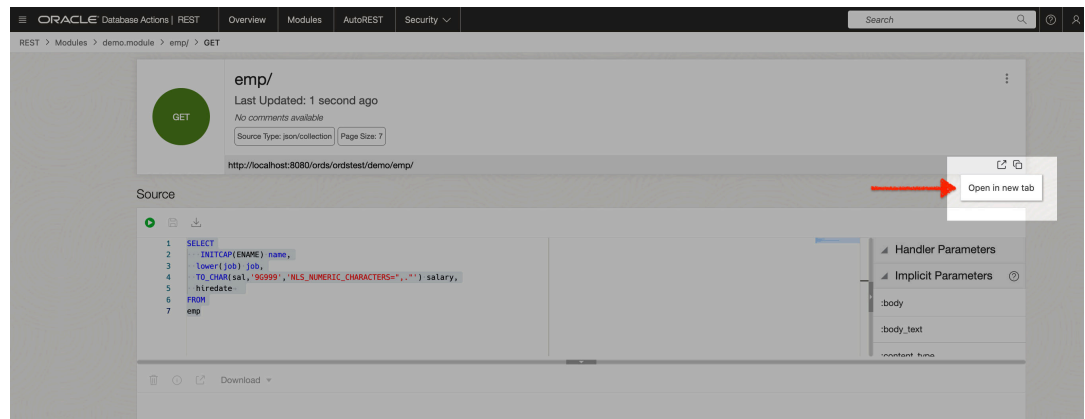 ORACLE Database Actions | REST Overview Modules AutoREST Security Search
REST > Modules > demo.module > emp/ > GET
GET
emp/
Last Updated: 1 second ago
No comments available
Source Type: json/collection Page Size: 7
http://localhost:8080/ords/ordstest/demo/emp/
Open in new tab
Source
1 SELECT
2 INITCAP(ENAME) name,
3 lower(job) job,
4 TO_CHAR(sal,'9G999','NLS_NUMERIC_CHARACTERS=",."') salary,
5 hiredate
6 FROM
7 emp
Handler Parameters
Implicit Parameters
:body
:body_text
:content_type
Download